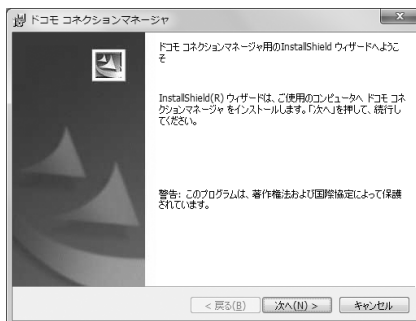 ドコモ コネクションマネージャ
ドコモ コネクションマネージャ用のInstallShield ウィザードへようこ
そ
InstallShield(R) ウィザードは、ご使用のコンピュータへ ドコモ コネ
クションマネージャ をインストールします。「次へ」を押して、続行し
てください。
警告: このプログラムは、著作権法および国際協定によって保護
されています。
< 戻る(B)
次へ(N) >
キャンセル